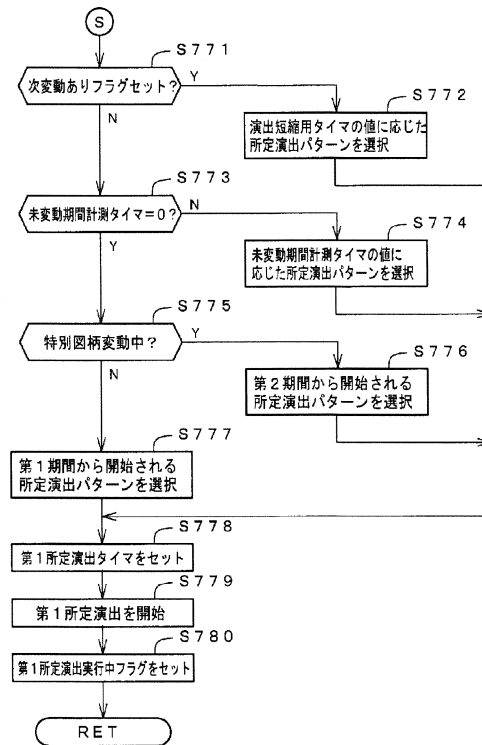 S
S771
次変動ありフラグセット?
Y
N
S772
演出短縮用タイマの値に応じた
所定演出パターンを選択
S773
未変動期間計測タイマ=0?
N
Y
S774
未変動期間計測タイマの値に
応じた所定演出パターンを選択
S775
特別図柄変動中?
Y
N
S776
第2期間から開始される
所定演出パターンを選択
S777
第1期間から開始される
所定演出パターンを選択
S778
第1所定演出タイマをセット
S779
第1所定演出を開始
S780
第1所定演出実行中フラグをセット
RET